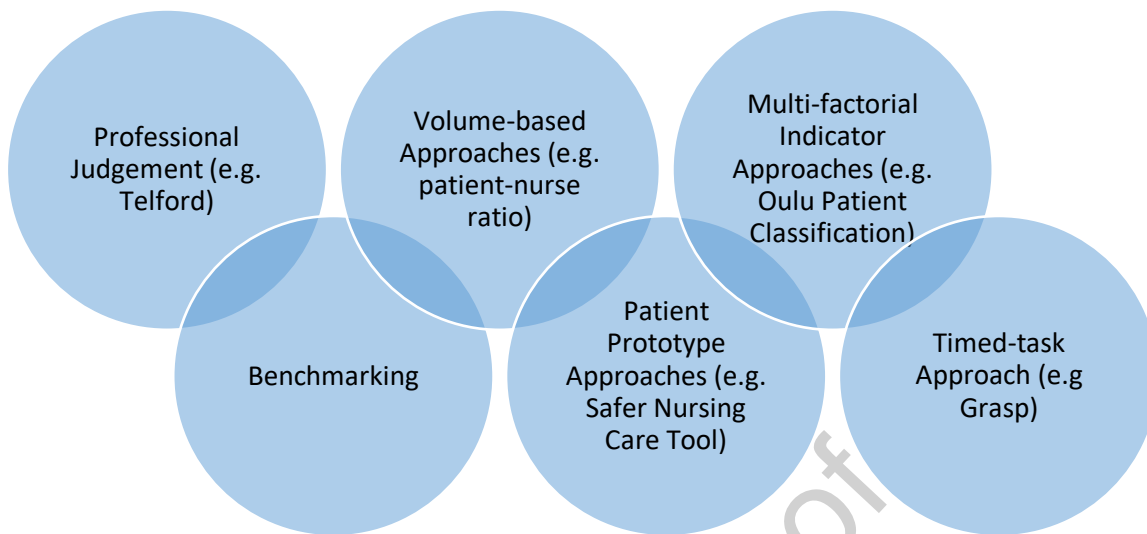 Professional
Judgement (e.g.
Telford)
Benchmarking
Volume-based
Approaches (e.g.
patient-nurse
ratio)
Patient
Prototype
Approaches (e.g.
Safer Nursing
Care Tool)
Multi-factorial
Indicator
Approaches (e.g.
Oulu Patient
Classification)
Timed-task
Approach (e.g
Grasp)
of